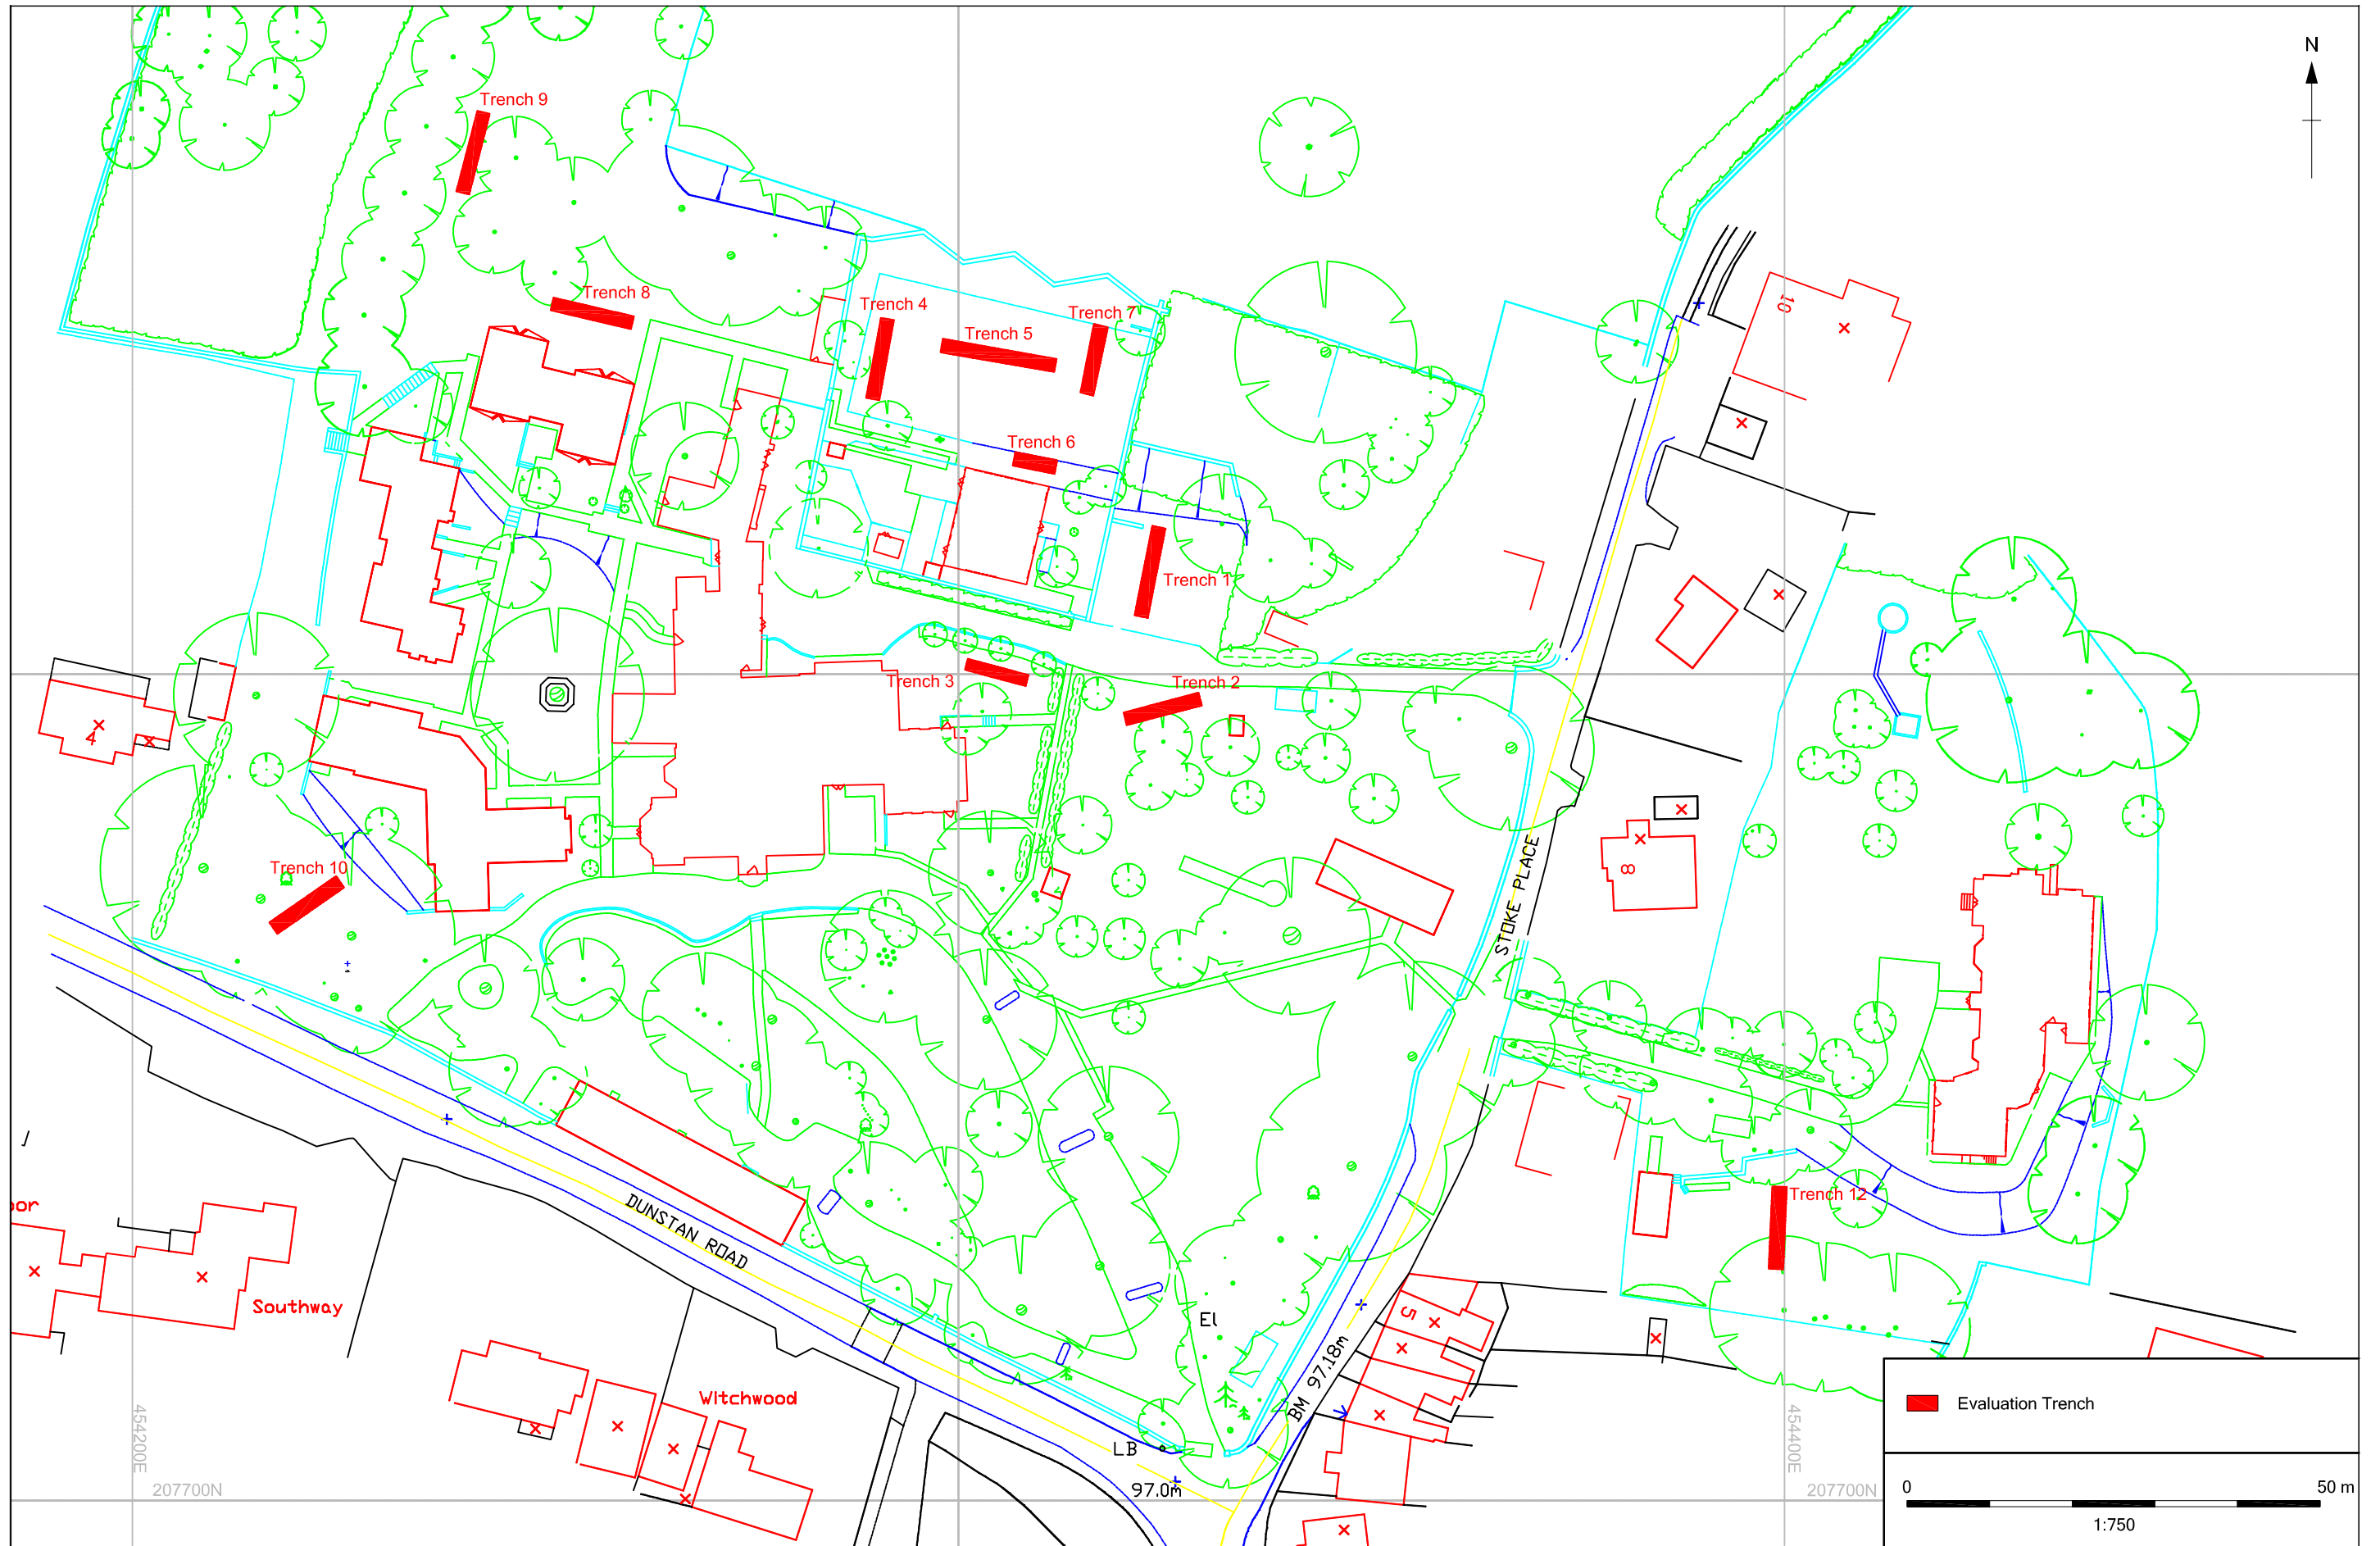 N
Trench 9
Trench 8
Trench 4
Trench 7
Trench 5
10
Trench 6
Trench 1
Trench 3
Trench 2
4
Trench 10
8
STOKE PLACE
DUNSTAN ROAD
Trench 12
Southway
El
5
BM 97.18m
Witchwood
LB
97.0m
454200E
207700N
454400E
207700N
Evaluation Trench
0
50 m
1:750